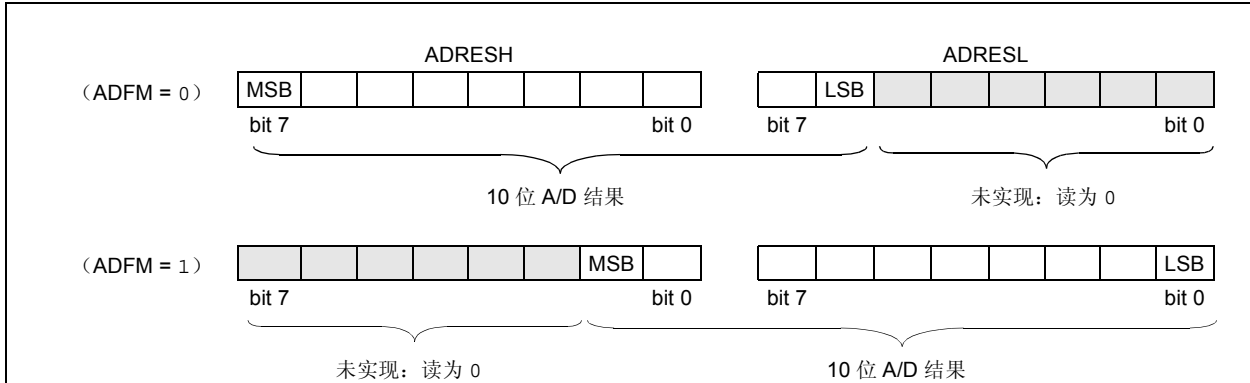 ADRESH ADRESL
（ADFM = 0） MSB LSB
bit 7 bit 0 bit 7 bit 0
10 位 A/D 结果 未实现：读为 0
（ADFM = 1） MSB LSB
bit 7 bit 0 bit 7 bit 0
未实现：读为 0 10 位 A/D 结果